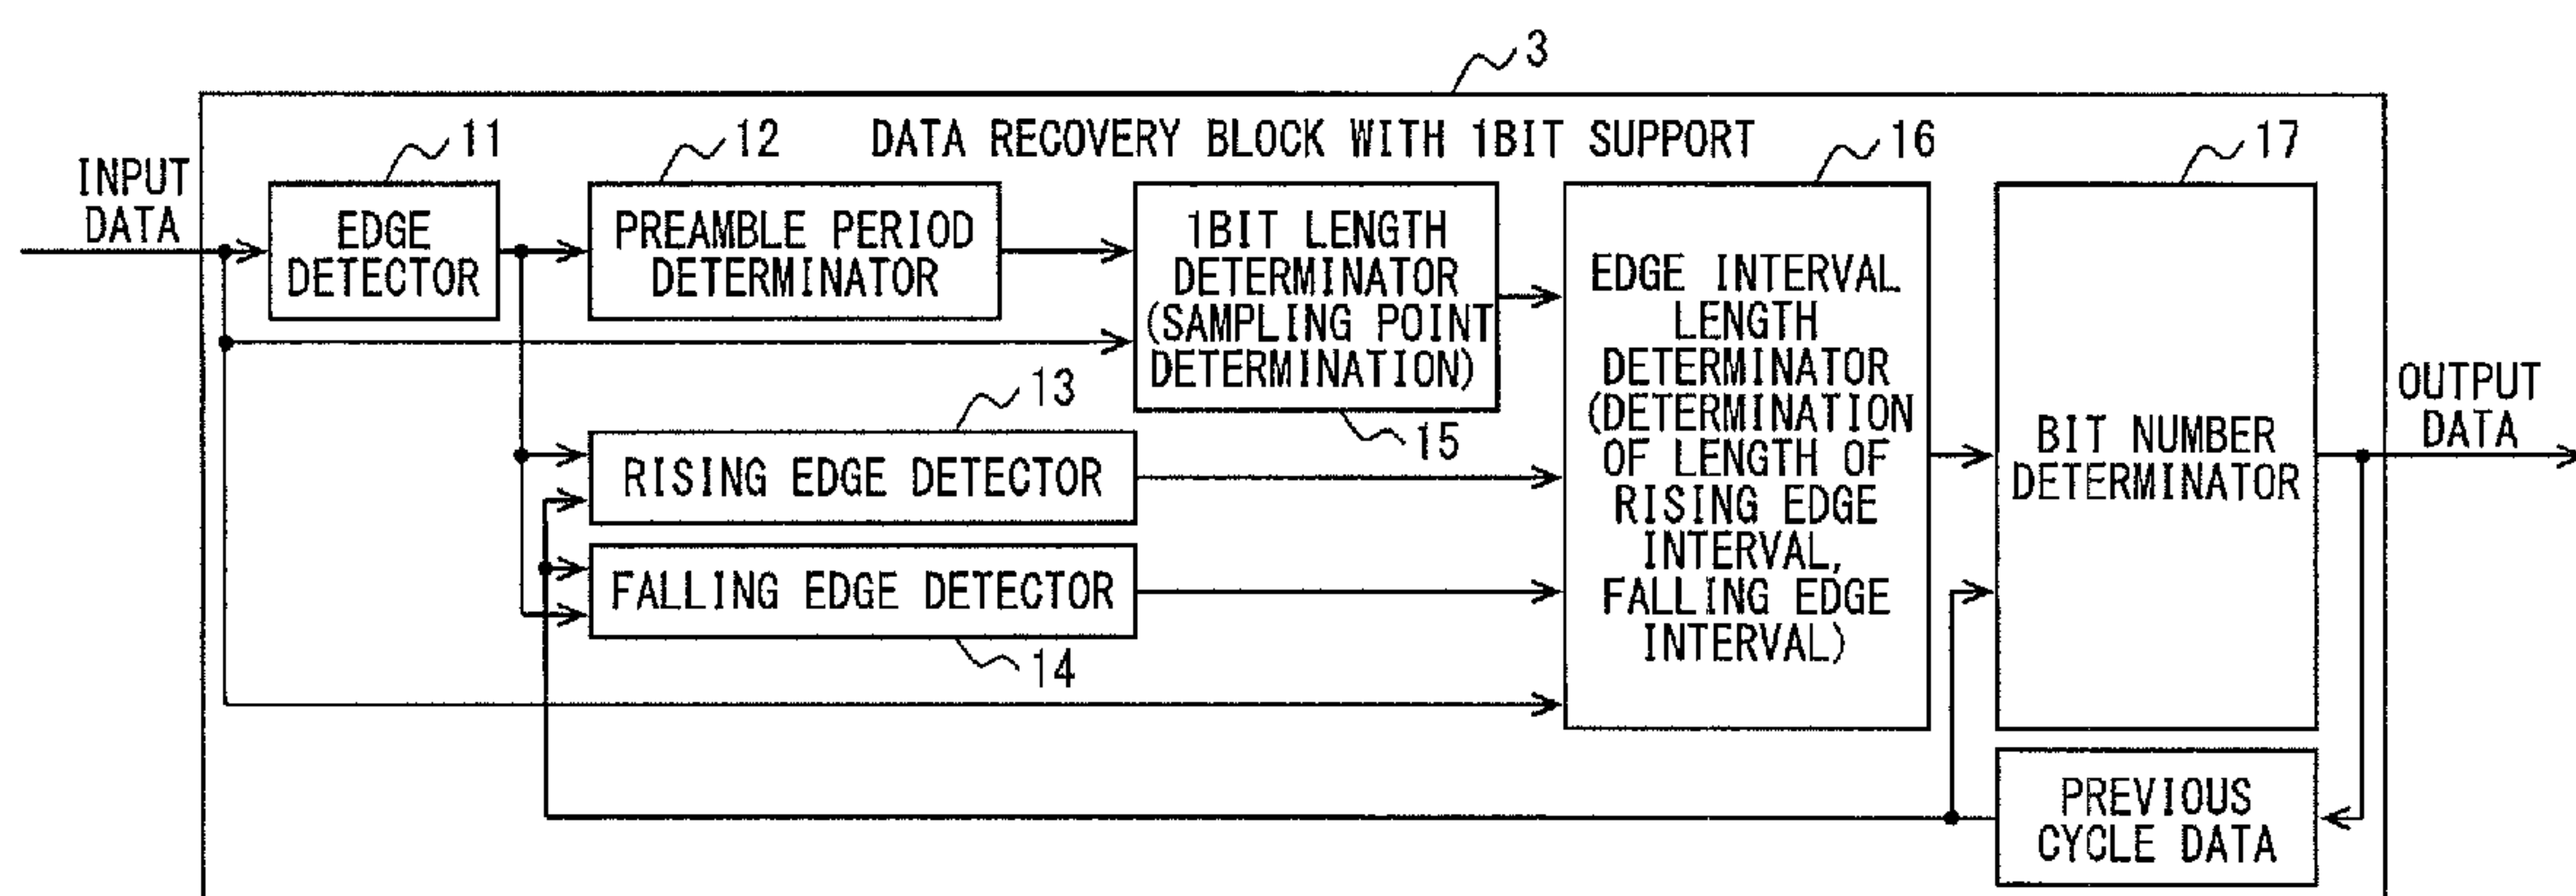 3
DATA RECOVERY BLOCK WITH 1BIT SUPPORT
INPUT
DATA
11
EDGE
DETECTOR
12
PREAMBLE PERIOD
DETERMINATOR
1BIT LENGTH
DETERMINATOR
(SAMPLING POINT
DETERMINATION)
15
13
RISING EDGE DETECTOR
FALLING EDGE DETECTOR
14
16
EDGE INTERVAL
LENGTH
DETERMINATOR
(DETERMINATION
OF LENGTH OF
RISING EDGE
INTERVAL,
FALLING EDGE
INTERVAL)
17
BIT NUMBER
DETERMINATOR
OUTPUT
DATA
PREVIOUS
CYCLE DATA